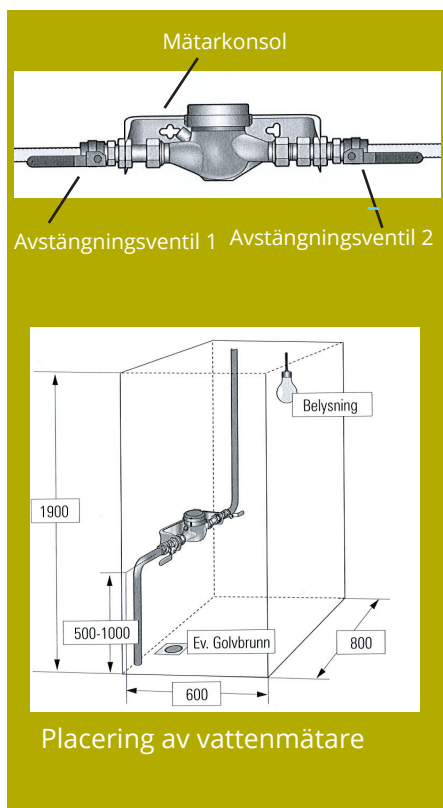 Mätarkonsol
Avstängningsventil 1
Avstängningsventil 2
Belysning
1900
500-1000
Ev. Golvbrunn
800
600
Placering av vattenmätare